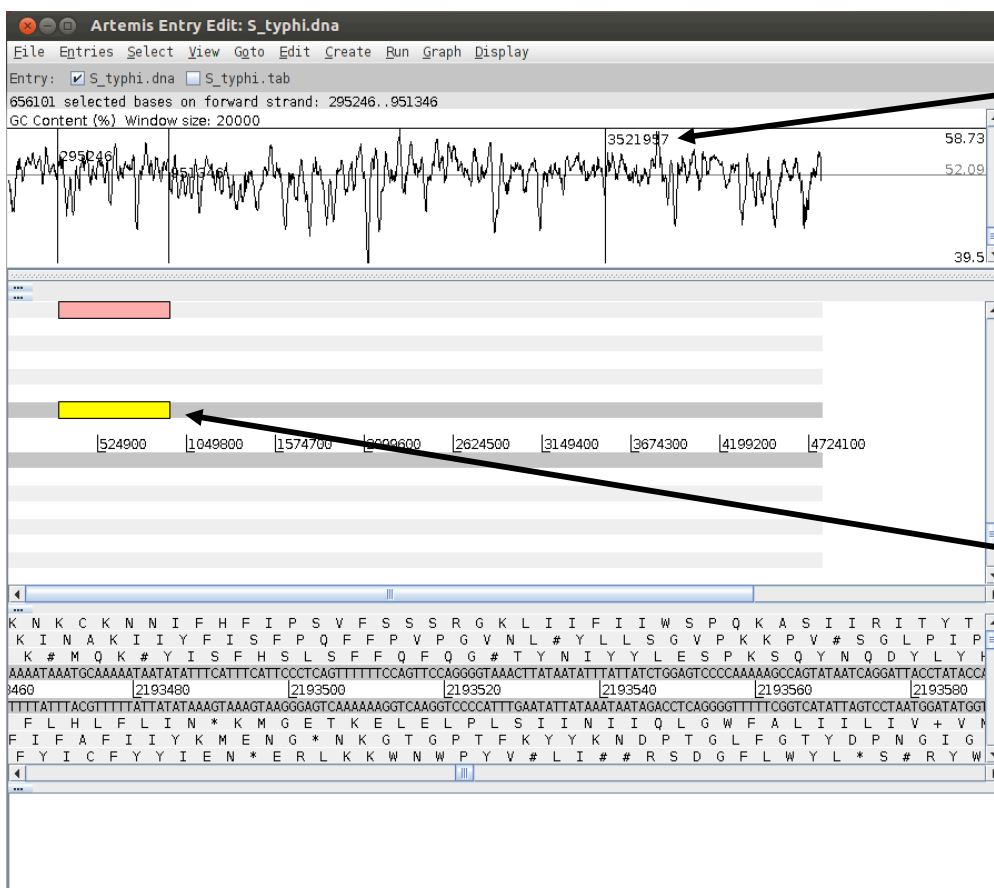 Artemis Entry Edit: S_typhi.dna
File Entries Select View Goto Edit Create Run Graph Display
Entry: S_typhi.dna S_typhi.tab
656101 selected bases on forward strand: 295246..951346
GC Content (%) Window size: 20000
3521957 58.73
295246 951346 52.09
39.5
524900 1049800 1574700 2099600 2624500 3149400 3674300 4199200 4724100
K N K C K N N I F H F I P S V F S S S R G K L I I F I I W S P Q K A S I I R I T Y T
K I N A K I I Y F I S F P Q F F P V P G V N L # Y L L S G V P K K P V # S G L P I P
K # M Q K # Y I S F H S L S F F Q F Q G # T Y N I Y Y L E S P K S Q Y N Q D Y L Y H
AAAATAAATGCAAAAATAATATATTTCATTTCATTCCCTCAGTTTTTTCCAGTTCCAGGGGTAAACTTATAATATTTATTATCTGGAGTCCCCAAAAAGCCAGTATAATCAGGATTACCTATACCA
3460 2193480 2193500 2193520 2193540 2193560 2193580
TTTTATTTACGTTTTTATTATATAAAGTAAAGTAAGGGAGTCAAAAAAGGTCAAGGTCCCCATTTGAATATTATAAATAATAGACCTCAGGGGTTTTTCGGTCATATTAGTCCTAATGGATATGGT
F L H L F L I N * K M G E T K E L E L P L S I I N I I Q L G W F A L I I L I V + V M
F I F A F I I Y K M E N G * N K G T G P T F K Y Y K N D P T G L F G T Y D P N G I G
F Y I C F Y Y I E N * E R L K K W N W P Y V # L I # # R S D G F L W Y L * S # R Y W